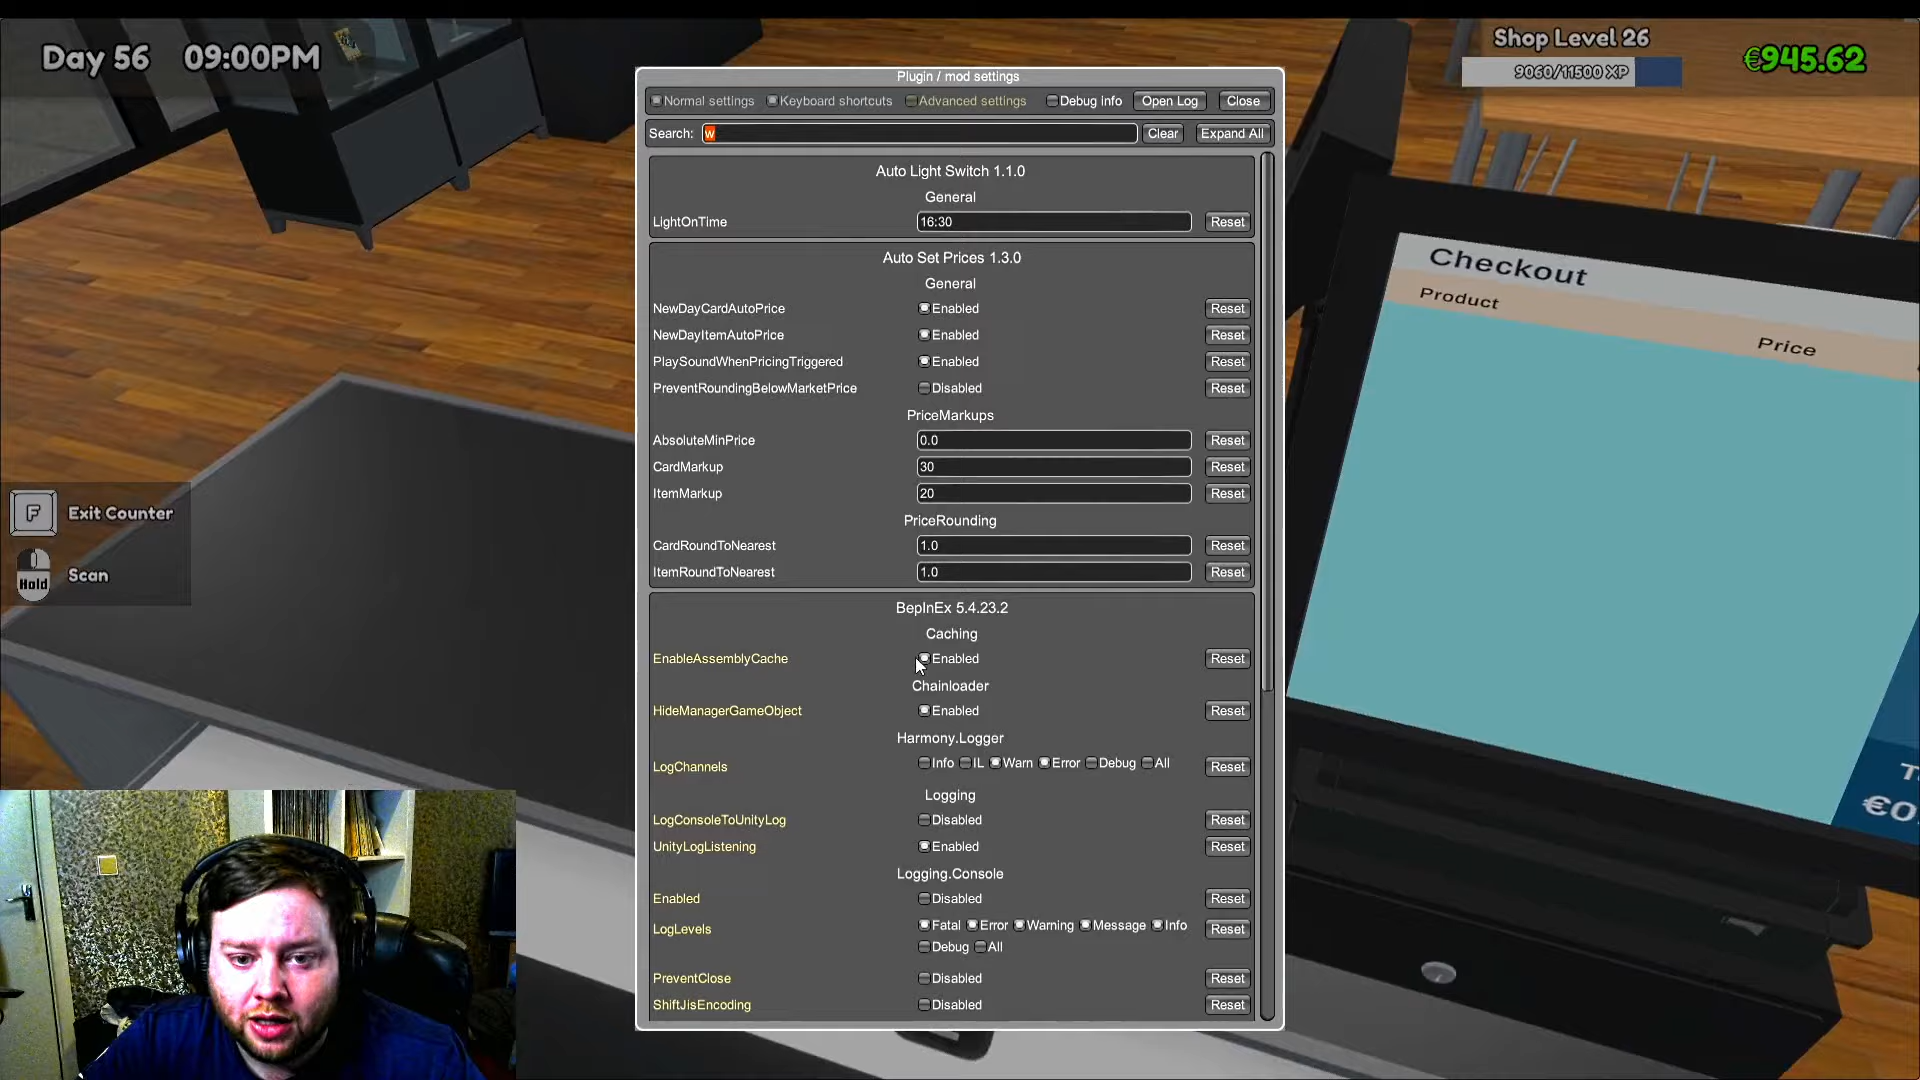 Day 56 09:00PM
Shop Level 26
9060/11500 XP
€945.62
Plugin / mod settings
Normal settings Keyboard shortcuts Advanced settings Debug info Open Log Close
Search: w Clear Expand All
Auto Light Switch 1.1.0
General
LightOnTime 16:30 Reset
Auto Set Prices 1.3.0
General
NewDayCardAutoPrice Enabled Reset
NewDayItemAutoPrice Enabled Reset
PlaySoundWhenPricingTriggered Enabled Reset
PreventRoundingBelowMarketPrice Disabled Reset
PriceMarkups
AbsoluteMinPrice 0.0 Reset
CardMarkup 30 Reset
ItemMarkup 20 Reset
PriceRounding
CardRoundToNearest 1.0 Reset
ItemRoundToNearest 1.0 Reset
BepInEx 5.4.23.2
Caching
EnableAssemblyCache Enabled Reset
Chainloader
HideManagerGameObject Enabled Reset
Harmony.Logger
LogChannels Info IL Warn Error Debug All Reset
Logging
LogConsoleToUnityLog Disabled Reset
UnityLogListening Enabled Reset
Logging.Console
Enabled Disabled Reset
LogLevels Fatal Error Warning Message Info Reset
Debug All
PreventClose Disabled Reset
ShiftJisEncoding Disabled Reset
F Exit Counter
Hold Scan
Checkout
Product Price